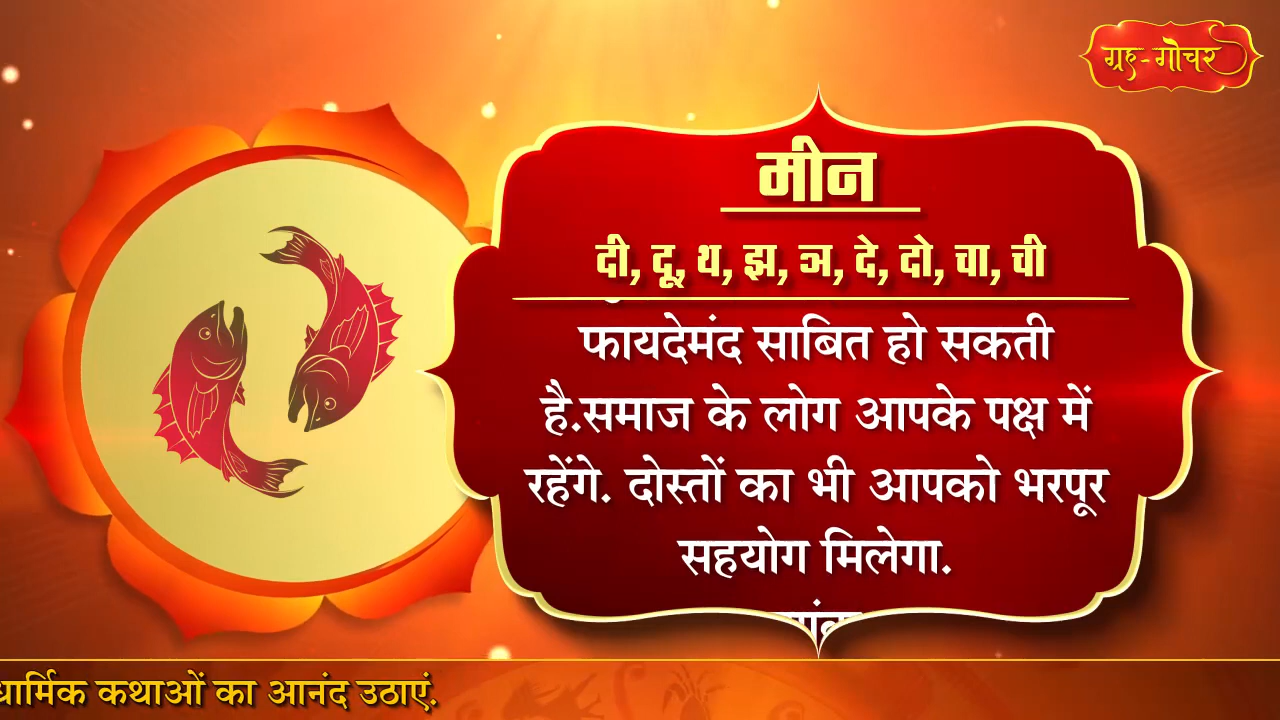 ग्रह-गोचर
मीन
दी, दू, थ, झ, ञ, दे, दो, चा, ची
फायदेमंद साबित हो सकती
है.समाज के लोग आपके पक्ष में
रहेंगे. दोस्तों का भी आपको भरपूर
सहयोग मिलेगा.
धार्मिक कथाओं का आनंद उठाएं.